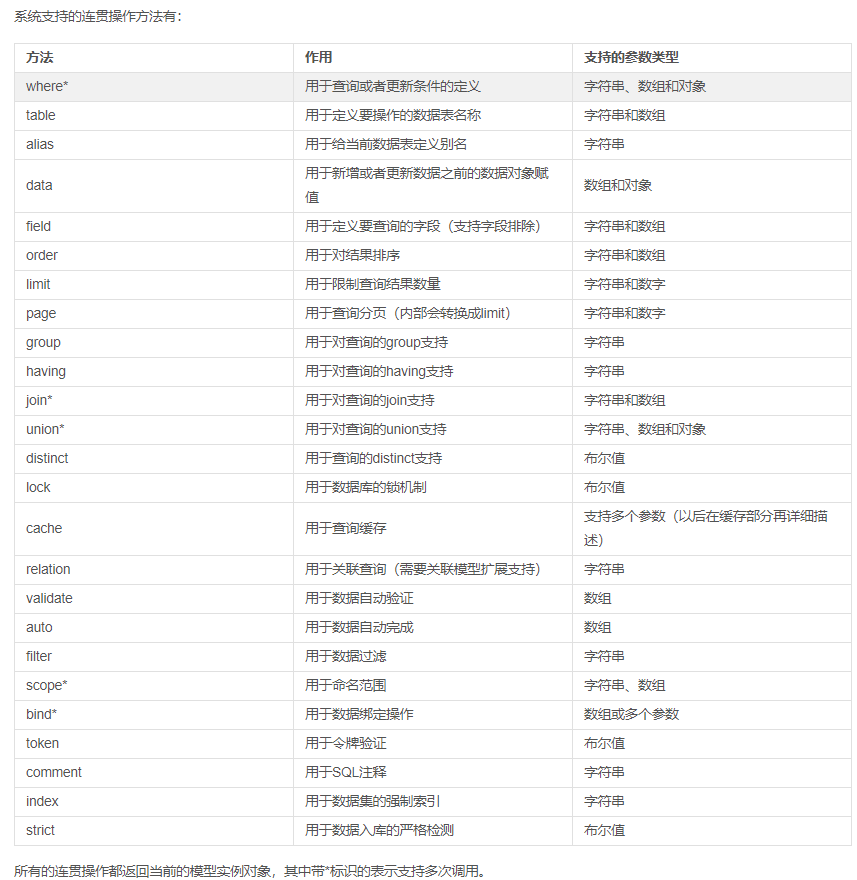 系统支持的连贯操作方法有：
方法 作用 支持的参数类型
where* 用于查询或者更新条件的定义 字符串、数组和对象
table 用于定义要操作的数据表名称 字符串和数组
alias 用于给当前数据表定义别名 字符串
data 用于新增或者更新数据之前的数据对象赋
值 数组和对象
field 用于定义要查询的字段（支持字段排除） 字符串和数组
order 用于对结果排序 字符串和数组
limit 用于限制查询结果数量 字符串和数字
page 用于查询分页（内部会转换成limit） 字符串和数字
group 用于对查询的group支持 字符串
having 用于对查询的having支持 字符串
join* 用于对查询的join支持 字符串和数组
union* 用于对查询的union支持 字符串、数组和对象
distinct 用于查询的distinct支持 布尔值
lock 用于数据库的锁机制 布尔值
cache 用于查询缓存 支持多个参数（以后在缓存部分再详细描
述）
relation 用于关联查询（需要关联模型扩展支持） 字符串
validate 用于数据自动验证 数组
auto 用于数据自动完成 数组
filter 用于数据过滤 字符串
scope* 用于命名范围 字符串、数组
bind* 用于数据绑定操作 数组或多个参数
token 用于令牌验证 布尔值
comment 用于SQL注释 字符串
index 用于数据集的强制索引 字符串
strict 用于数据入库的严格检测 布尔值
所有的连贯操作都返回当前的模型实例对象，其中带*标识的表示支持多次调用。